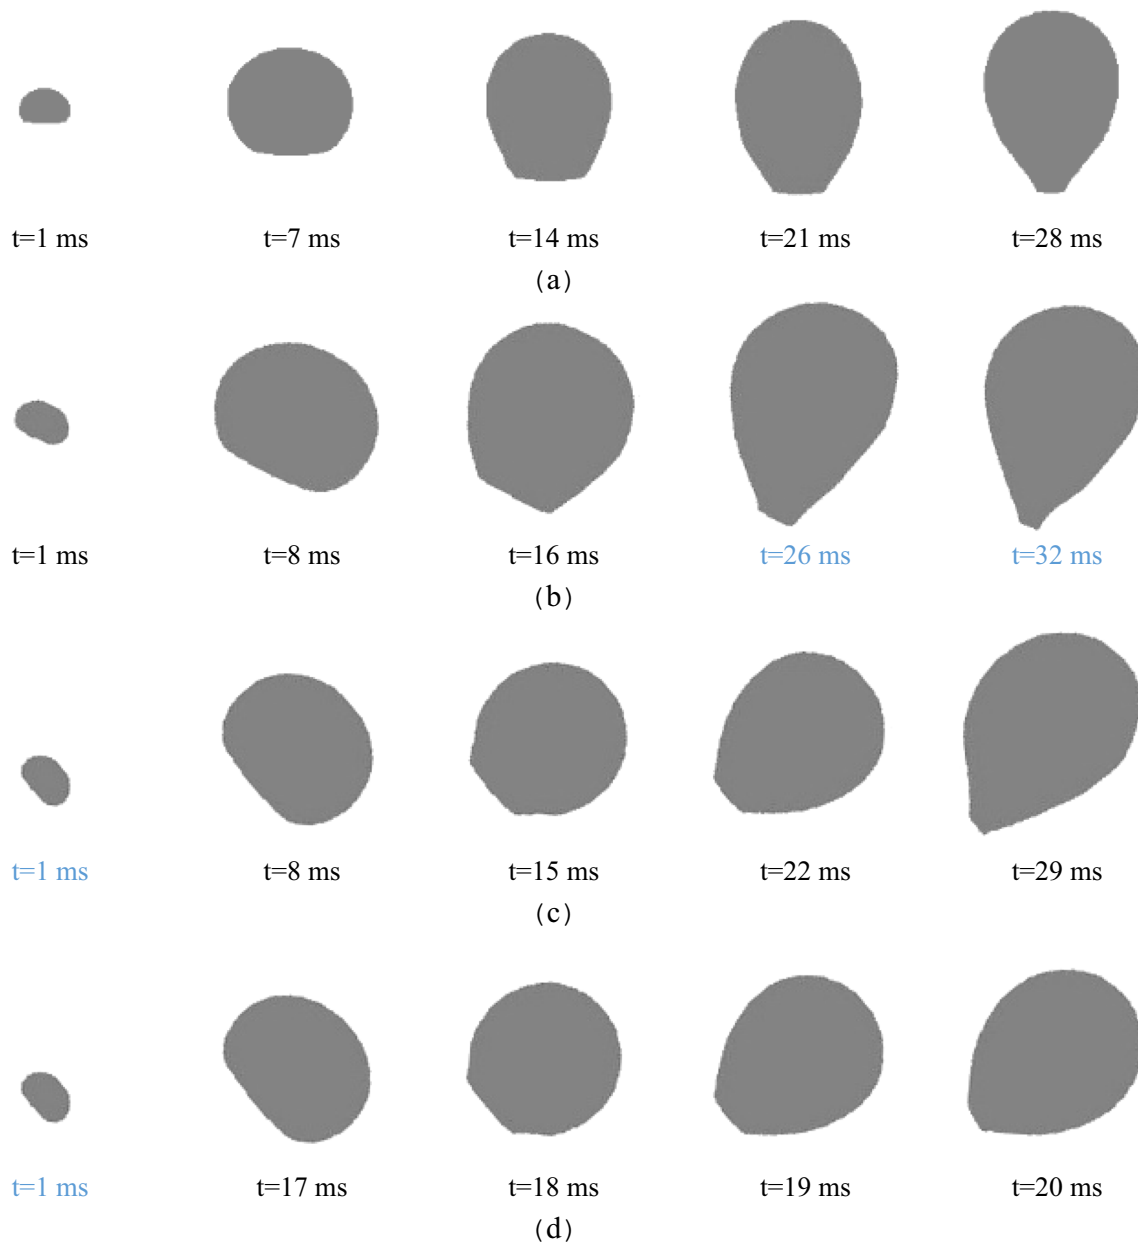 t=1 ms t=7 ms t=14 ms t=21 ms t=28 ms
(a)
t=1 ms t=8 ms t=16 ms t=26 ms t=32 ms
(b)
t=1 ms t=8 ms t=15 ms t=22 ms t=29 ms
(c)
t=1 ms t=17 ms t=18 ms t=19 ms t=20 ms
(d)